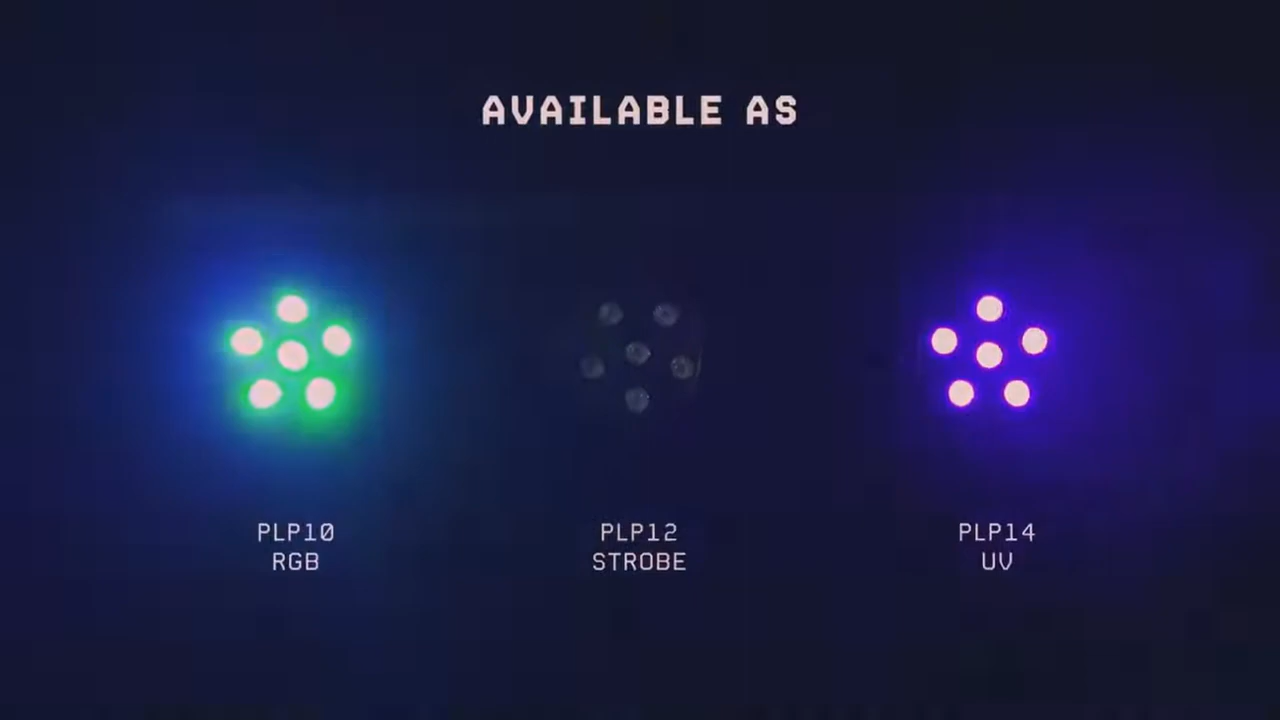 AVAILABLE AS
PLP10
RGB
PLP12
STROBE
PLP14
UV